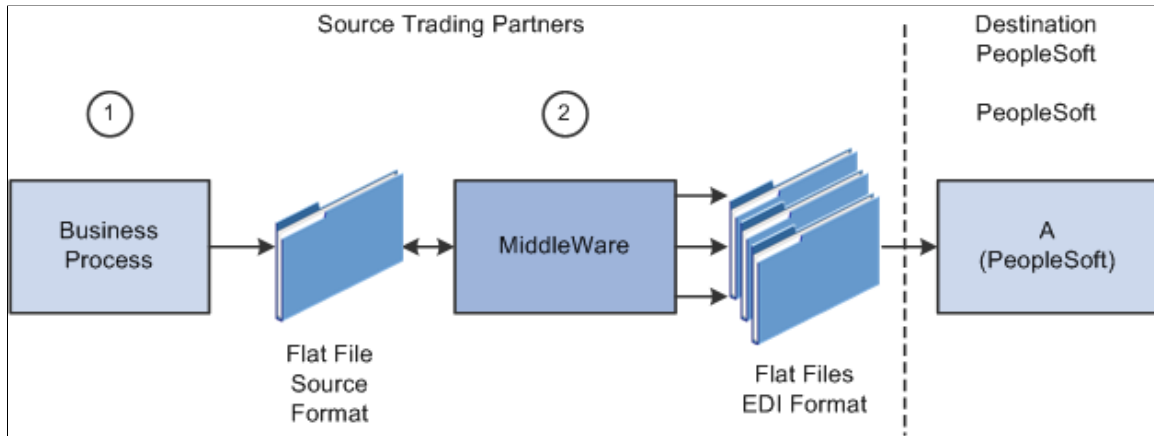 Source Trading Partners
Destination
PeopleSoft
PeopleSoft
1
2
Business
Process
MiddleWare
A
(PeopleSoft)
Flat File
Source
Format
Flat Files
EDI Format